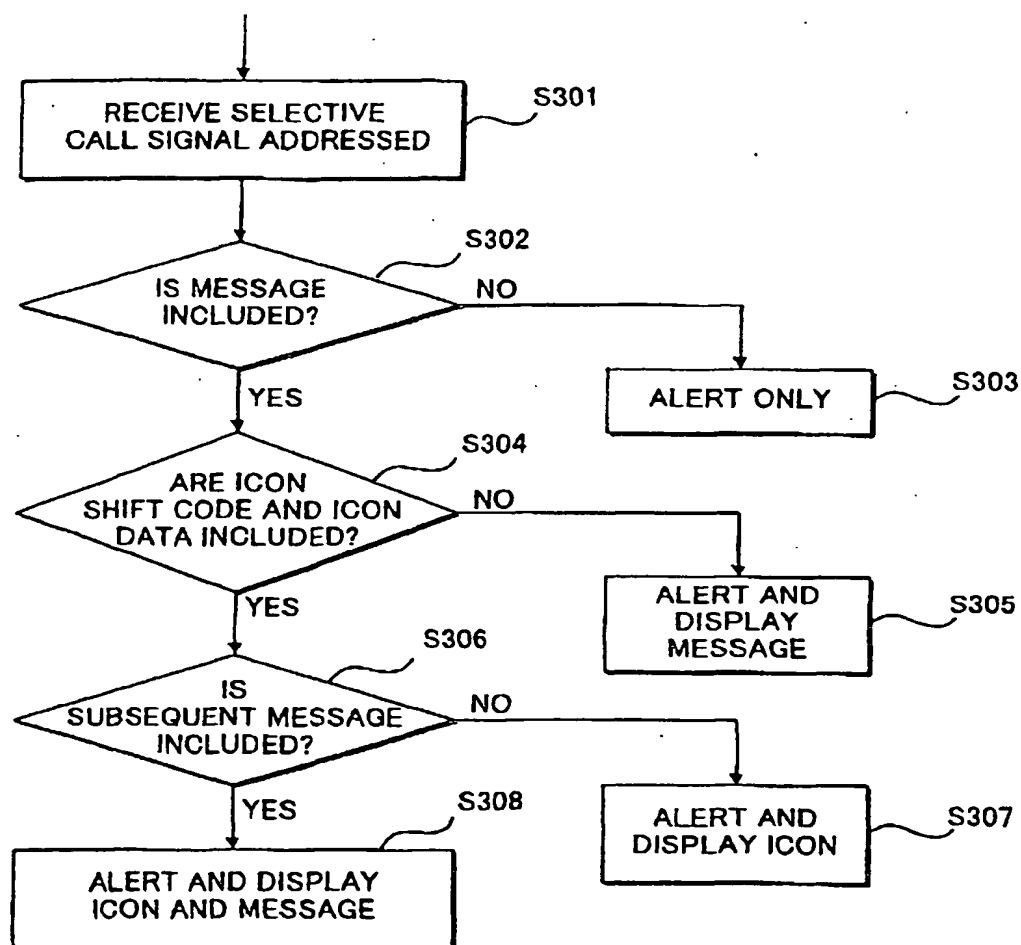 RECEIVE SELECTIVE
CALL SIGNAL ADDRESSED
S301
S302
IS MESSAGE
INCLUDED?
NO
YES
ALERT ONLY
S303
S304
ARE ICON
SHIFT CODE AND ICON
DATA INCLUDED?
NO
YES
ALERT AND
DISPLAY
MESSAGE
S305
S306
IS
SUBSEQUENT MESSAGE
INCLUDED?
NO
YES
ALERT AND
DISPLAY ICON
S307
S308
ALERT AND DISPLAY
ICON AND MESSAGE